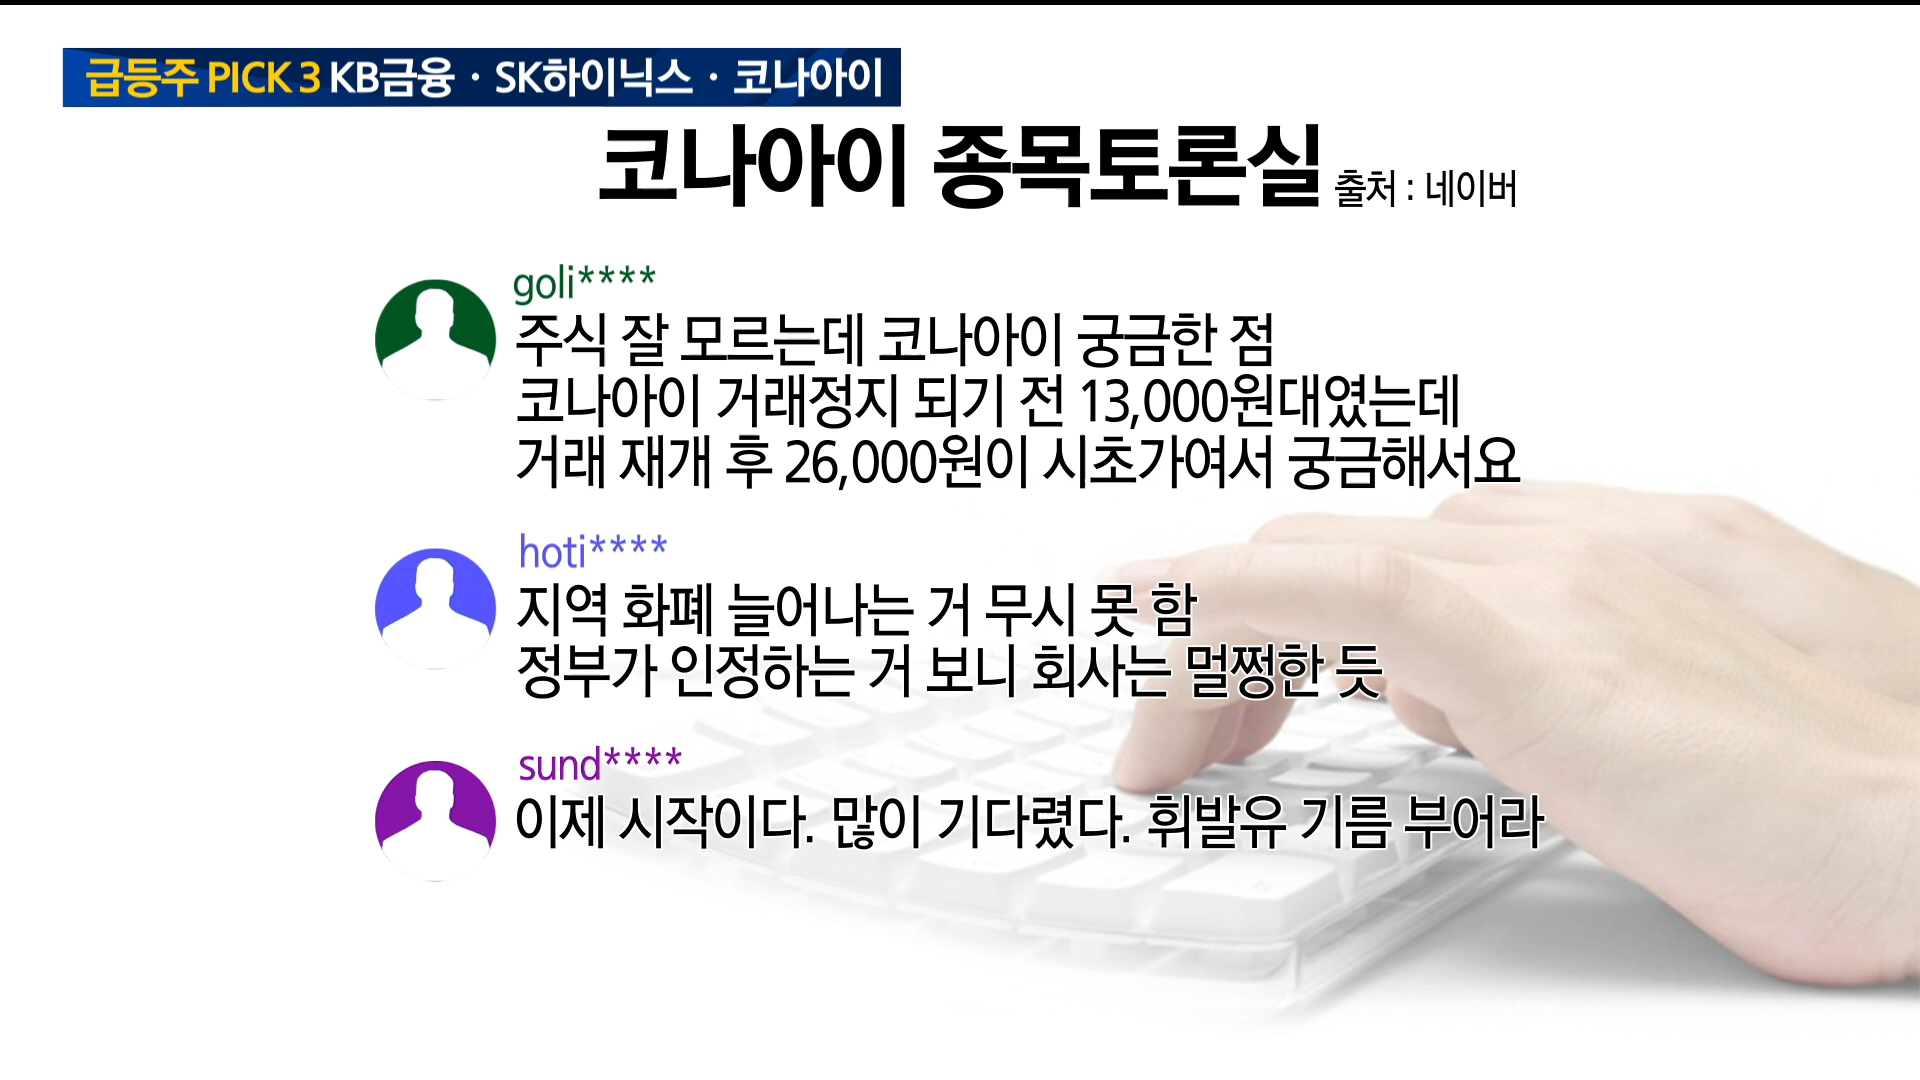 급등주 PICK 3 KB금융 · SK하이닉스 · 코나아이
코나아이 종목토론실 출처 : 네이버
goli****
주식 잘 모르는데 코나아이 궁금한 점
코나아이 거래정지 되기 전 13,000원대였는데
거래 재개 후 26,000원이 시초가여서 궁금해서요
hoti****
지역 화폐 늘어나는 거 무시 못 함
정부가 인정하는 거 보니 회사는 멀쩡한 듯
sund****
이제 시작이다. 많이 기다렸다. 휘발유 기름 부어라